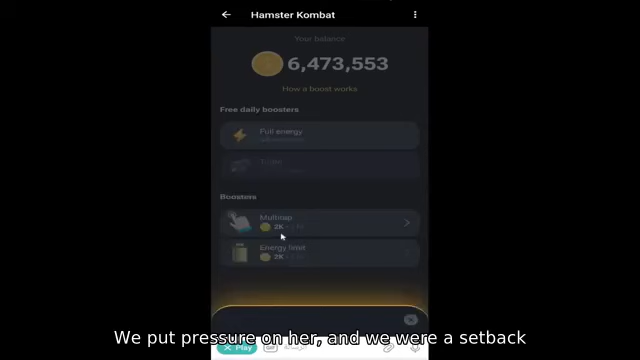 Hamster Kombat
Your balance
6,473,553
How a boost works
Free daily boosters
Full energy
Boosters
Multitap
2K
Energy limit
2K
We put pressure on her, and we were a setback
Play